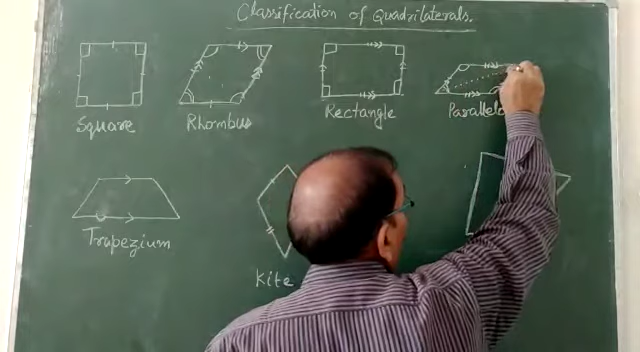 Classification of Quadrilaterals.
Square
Rhombus
Rectangle
Trapezium
Kite